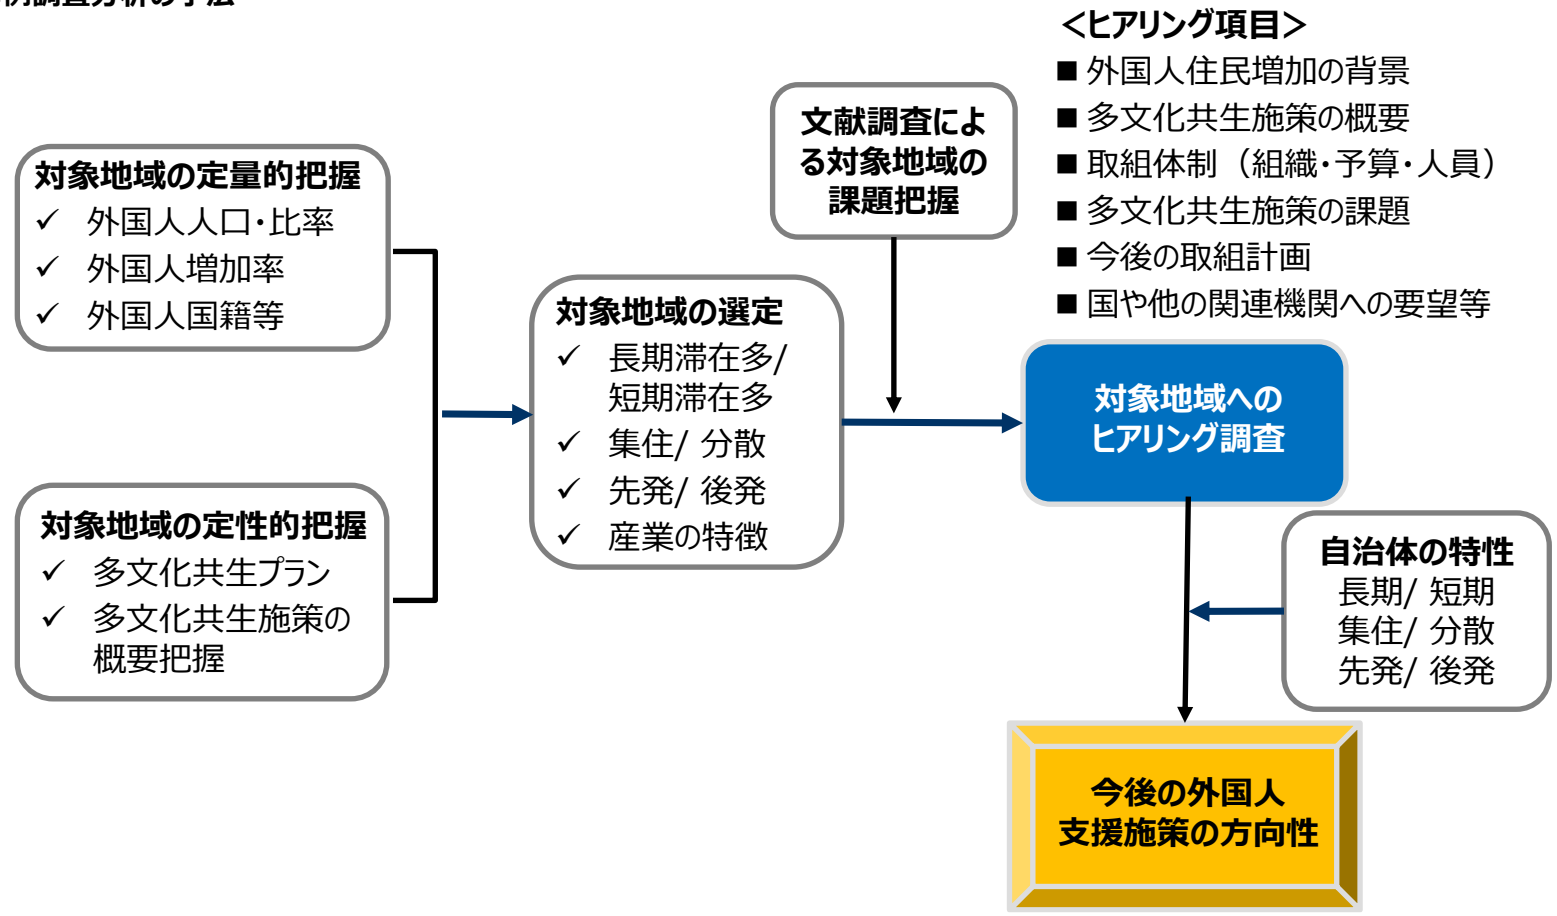 対象地域の定量的把握
✓ 外国人人口・比率
✓ 外国人増加率
✓ 外国人国籍等
対象地域の定性的把握
✓ 多文化共生プラン
✓ 多文化共生施策の
概要把握
対象地域の選定
✓ 長期滞在多/
短期滞在多
✓ 集住/ 分散
✓ 先発/ 後発
✓ 産業の特徴
文献調査によ
る対象地域の
課題把握
<ヒアリング項目>
■ 外国人住民増加の背景
■ 多文化共生施策の概要
■ 取組体制（組織・予算・人員）
■ 多文化共生施策の課題
■ 今後の取組計画
■ 国や他の関連機関への要望等
対象地域への
ヒアリング調査
自治体の特性
長期/ 短期
集住/ 分散
先発/ 後発
今後の外国人
支援施策の方向性